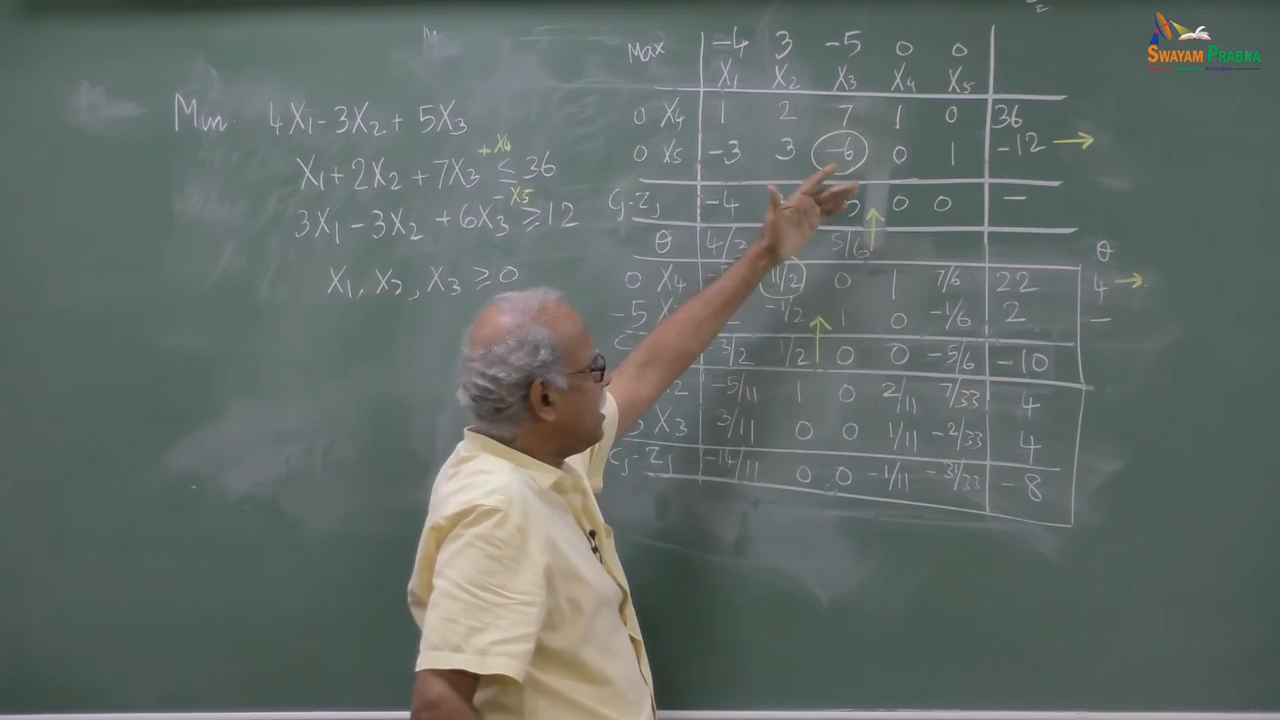 SWAYAM PRABHA
Min 4X1 - 3X2 + 5X3
X1 + 2X2 + 7X3 +X4 ≤ 36
3X1 - 3X2 + 6X3 -X5 ≥ 12
X1, X2, X3 ≥ 0
Max -4 3 -5 0 0
X1 X2 X3 X4 X5
0 X4 1 2 7 1 0 36
0 X5 -3 3 -6 0 1 -12 →
Cj-Zj -4 5 0 0 -
θ 4/3 5/6 ↑ θ
0 X4 11/2 0 1 7/6 22 4 →
-5 X -1/2 1 0 -1/6 2 -
C -3/2 1/2 ↑ 0 0 -5/6 -10
2 -5/11 1 0 2/11 7/33 4
X3 3/11 0 0 1/11 -2/33 4
Cj-Zj -14/11 0 0 -1/11 -31/33 -8